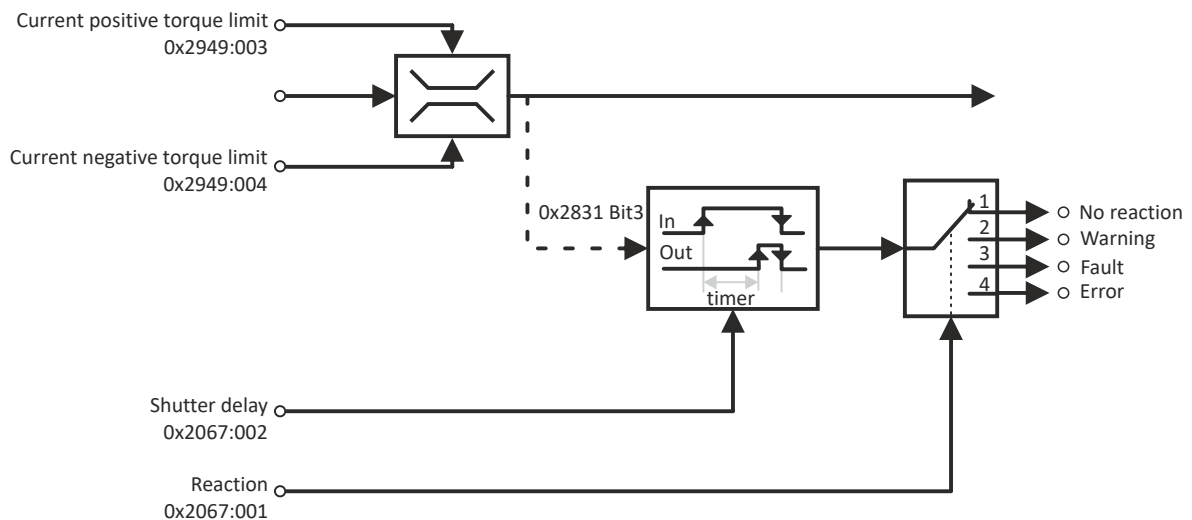 Current positive torque limit
0x2949:003
Current negative torque limit
0x2949:004
0x2831 Bit3
In
Out
timer
1
2
3
4
No reaction
Warning
Fault
Error
Shutter delay
0x2067:002
Reaction
0x2067:001